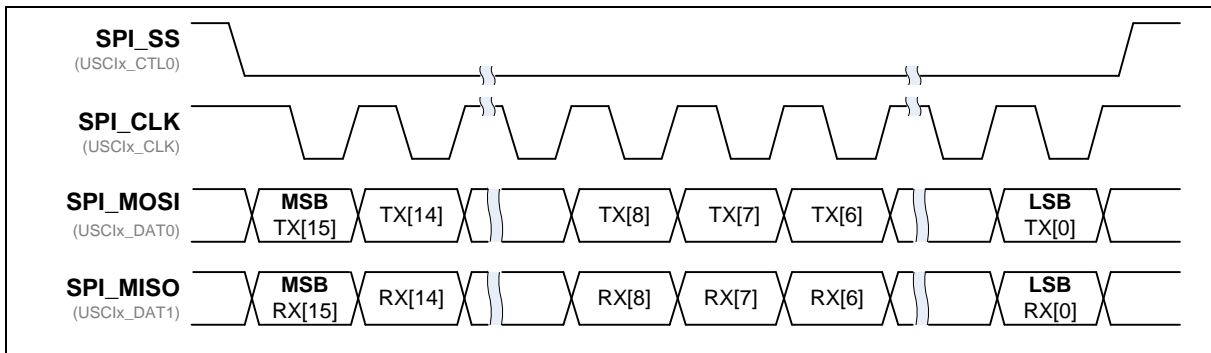 SPI_SS
(USCIx_CTL0)
SPI_CLK
(USCIx_CLK)
SPI_MOSI
(USCIx_DAT0)
MSB
TX[15]
TX[14]
TX[8]
TX[7]
TX[6]
LSB
TX[0]
SPI_MISO
(USCIx_DAT1)
MSB
RX[15]
RX[14]
RX[8]
RX[7]
RX[6]
LSB
RX[0]